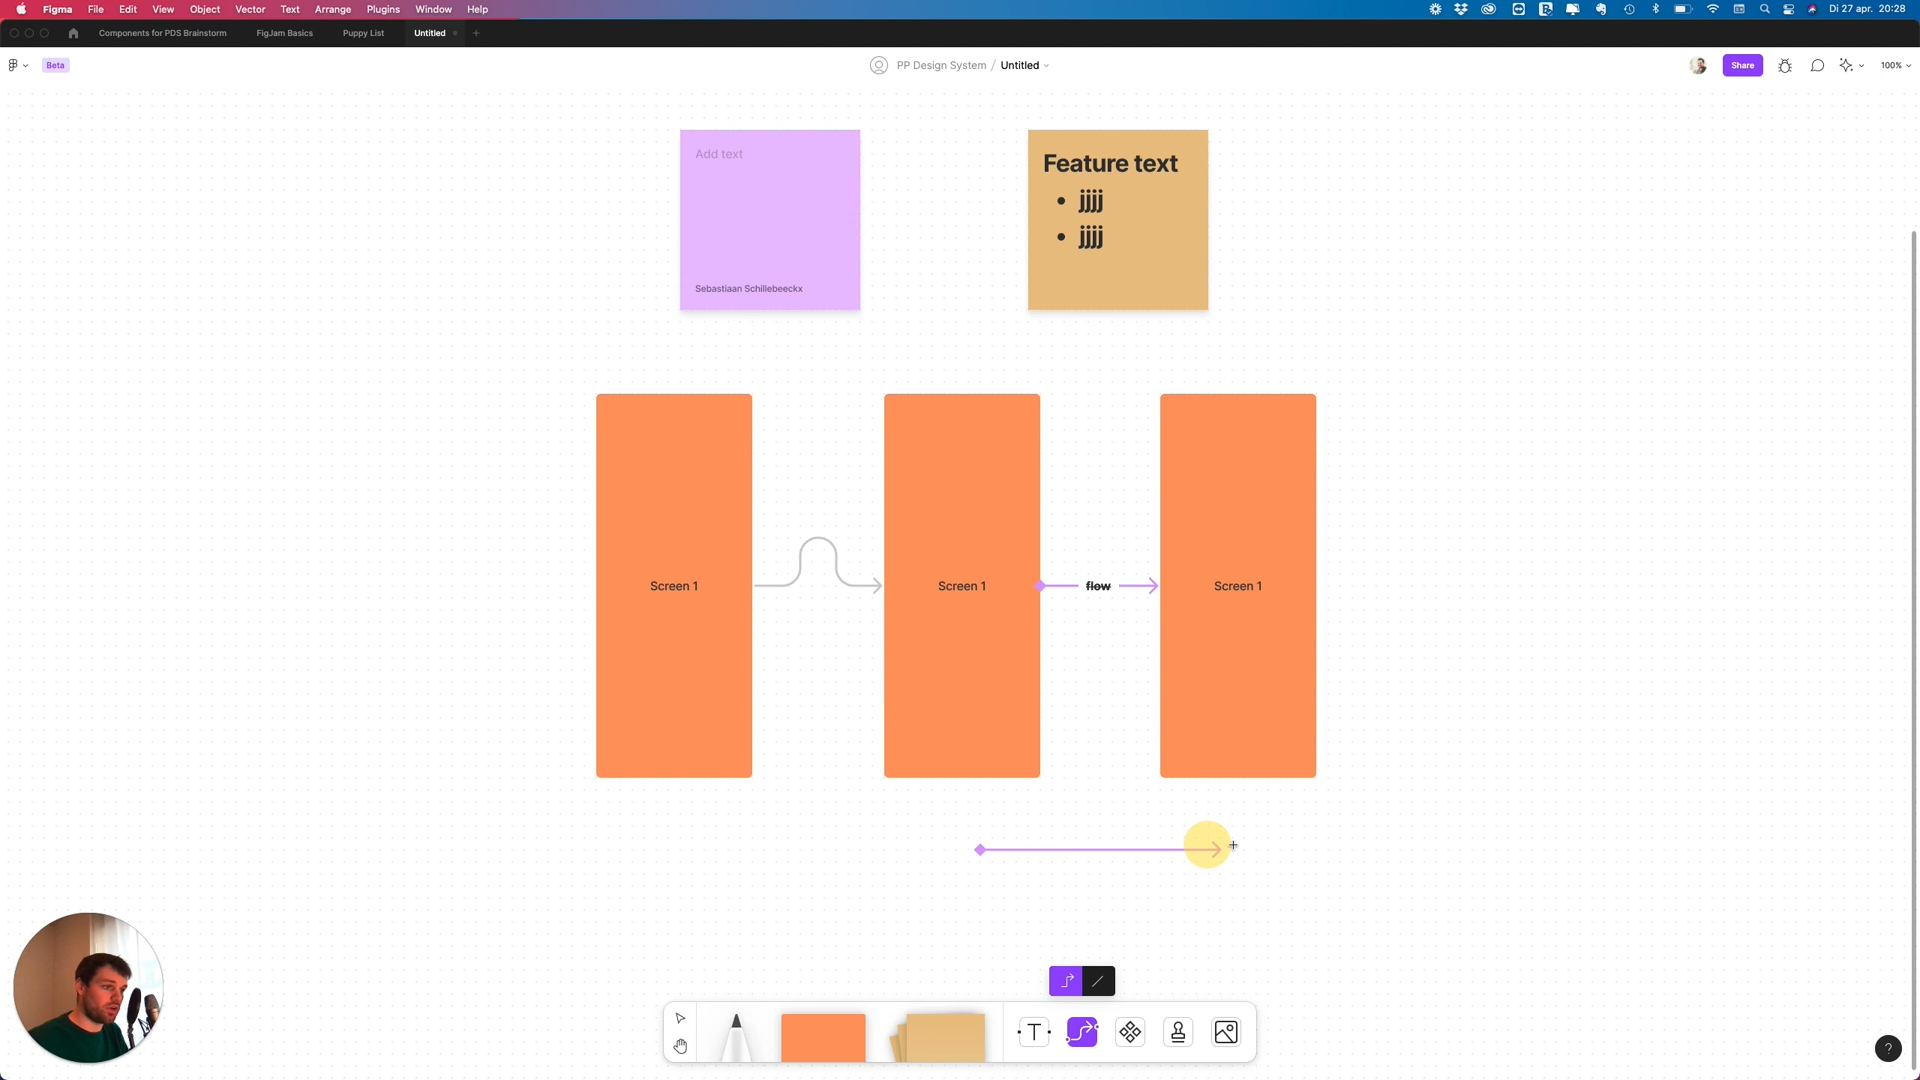 Figma File Edit View Object Vector Text Arrange Plugins Window Help Di 27 apr. 20:28
Components for PDS Brainstorm FigJam Basics Puppy List Untitled
Beta PP Design System / Untitled Share 100%
Add text
Sebastiaan Schillebeeckx
Feature text
• jjjj
• jjjj
Screen 1 Screen 1 flow Screen 1
T
?